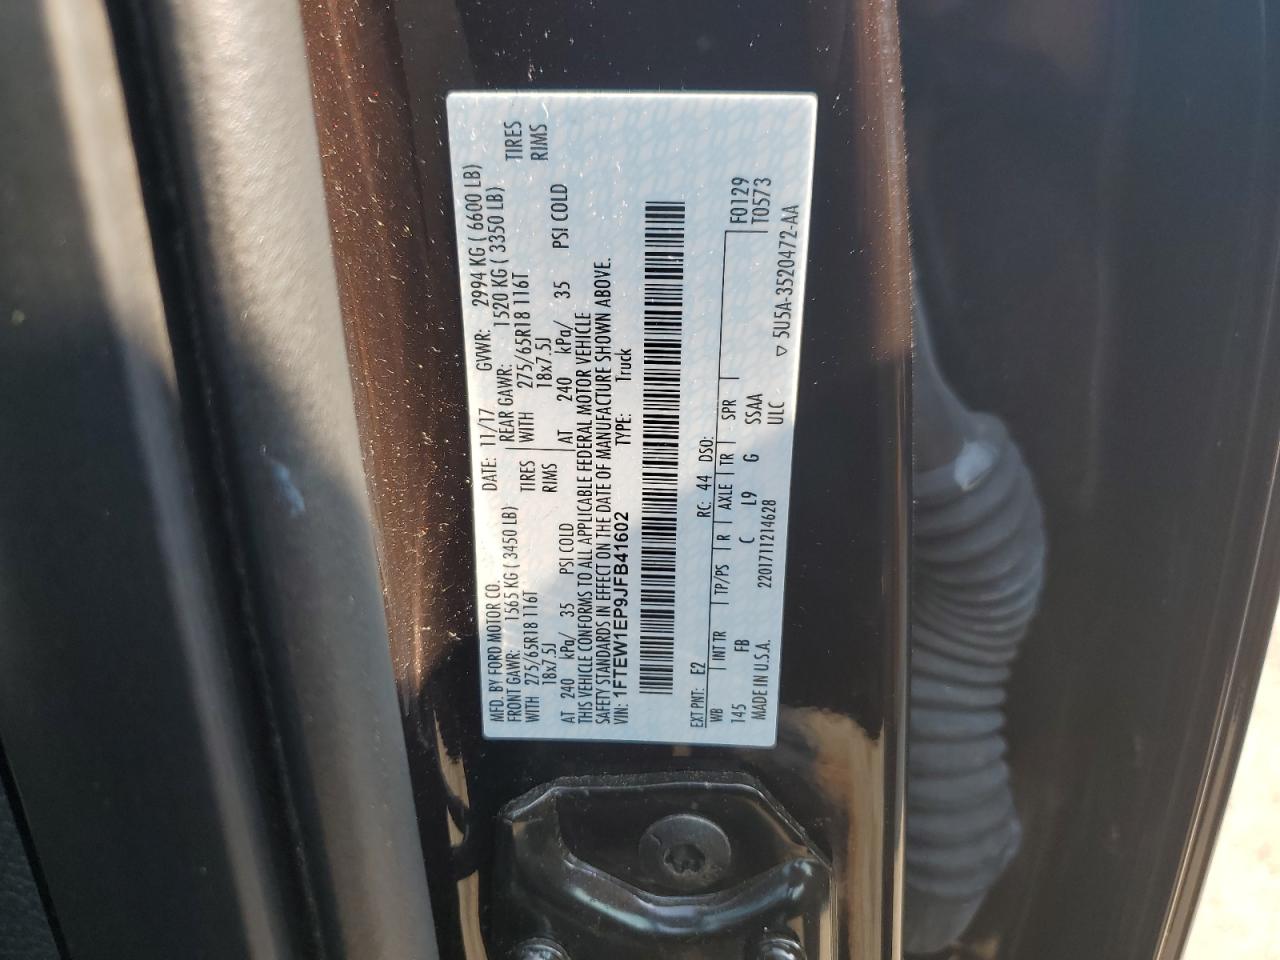 MFD. BY FORD MOTOR CO. DATE: 11/17 GVWR: 2994 KG ( 6600 LB)
FRONT GAWR: 1565 KG ( 3450 LB) REAR GAWR: 1520 KG ( 3350 LB)
WITH 275/65R18 116T TIRES WITH 275/65R18 116T TIRES
18x7.5J RIMS 18x7.5J RIMS
AT 240 kPa/ 35 PSI COLD AT 240 kPa/ 35 PSI COLD
THIS VEHICLE CONFORMS TO ALL APPLICABLE FEDERAL MOTOR VEHICLE
SAFETY STANDARDS IN EFFECT ON THE DATE OF MANUFACTURE SHOWN ABOVE.
VIN: 1FTEW1EP9JFB41602 TYPE: Truck
EXT PNT: E2 RC: 44 DSO: F0129
WB INT TR TP/PS R AXLE TR SPR T0573
145 FB C L9 G SSAA
MADE IN U.S.A. 2201711214628 ULC ▽ 5U5A-3520472-AA